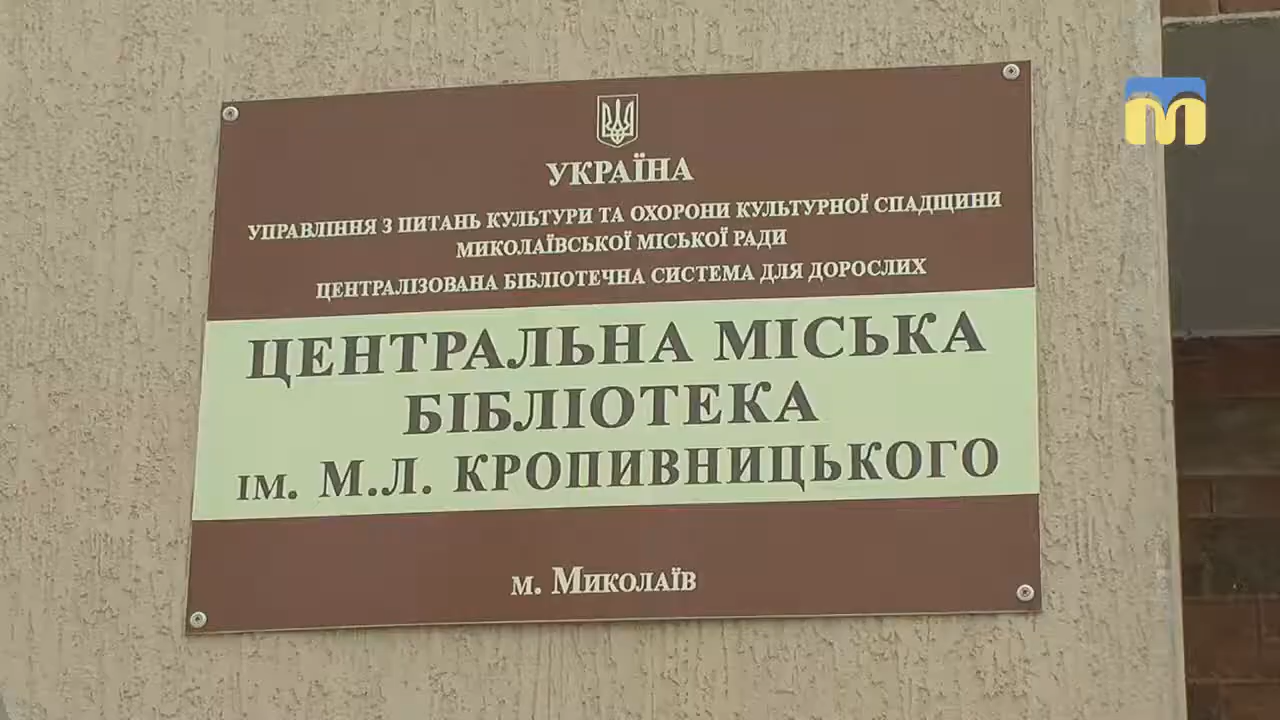 УКРАЇНА
УПРАВЛІННЯ З ПИТАНЬ КУЛЬТУРИ ТА ОХОРОНИ КУЛЬТУРНОЇ СПАДЩИНИ
МИКОЛАЇВСЬКОЇ МІСЬКОЇ РАДИ
ЦЕНТРАЛІЗОВАНА БІБЛІОТЕЧНА СИСТЕМА ДЛЯ ДОРОСЛИХ
ЦЕНТРАЛЬНА МІСЬКА
БІБЛІОТЕКА
ІМ. М.Л. КРОПИВНИЦЬКОГО
м. Миколаїв